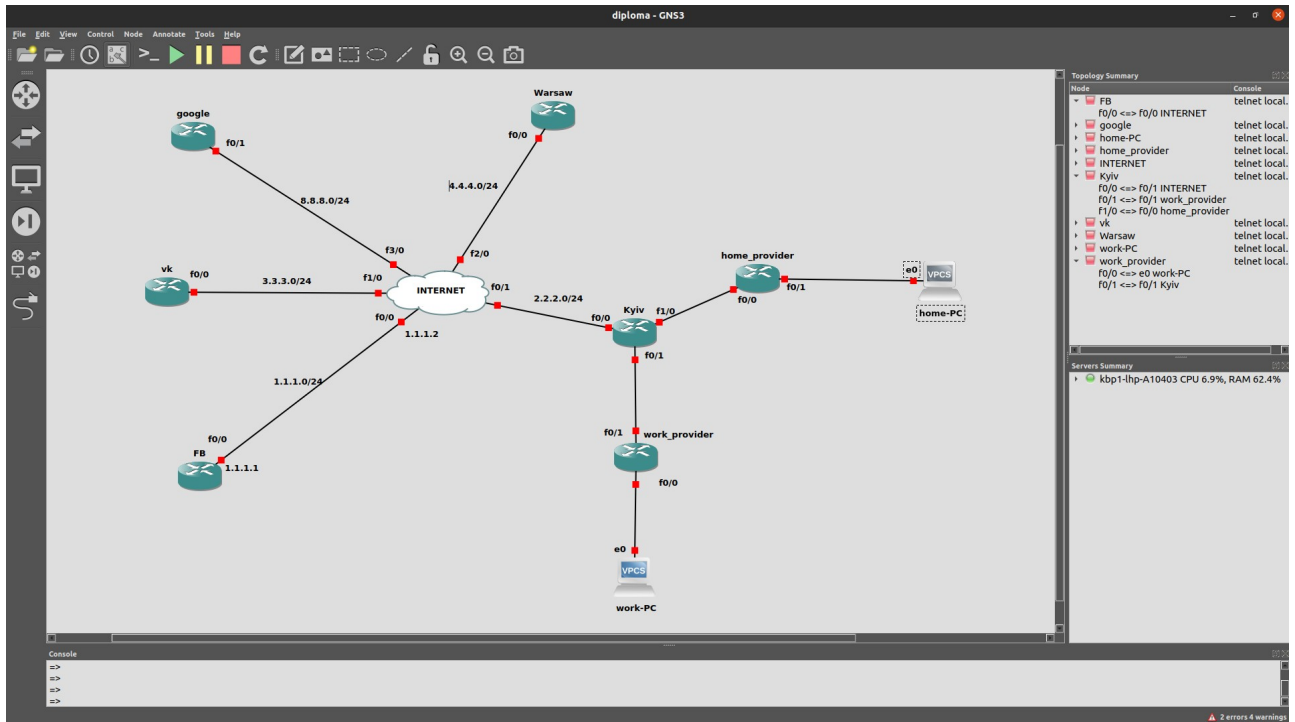 diploma - GNS3
File Edit View Control Node Annotate Tools Help
Topology Summary
Node Console
FB telnet local.
f0/0 <=> f0/0 INTERNET
google telnet local.
home-PC telnet local.
home_provider telnet local.
INTERNET telnet local.
Kyiv telnet local.
f0/0 <=> f0/1 INTERNET
f0/1 <=> f0/1 work_provider
f1/0 <=> f0/0 home_provider
vk telnet local.
Warsaw telnet local.
work-PC telnet local.
work_provider telnet local.
f0/0 <=> e0 work-PC
f0/1 <=> f0/1 Kyiv
Servers Summary
kbp1-lhp-A10403 CPU 6.9%, RAM 62.4%
Warsaw
f0/0
google
f0/1
4.4.4.0/24
8.8.8.0/24
f3/0
f2/0
vk
f0/0
3.3.3.0/24
f1/0
INTERNET
f0/1
f0/0
1.1.1.2
2.2.2.0/24
home_provider
f0/0
f0/1
e0
VPCS
home-PC
Kyiv
f0/0
f1/0
f0/1
1.1.1.0/24
f0/0
FB
1.1.1.1
f0/1
work_provider
f0/0
e0
VPCS
work-PC
Console
=>
=>
=>
=>
2 errors 4 warnings